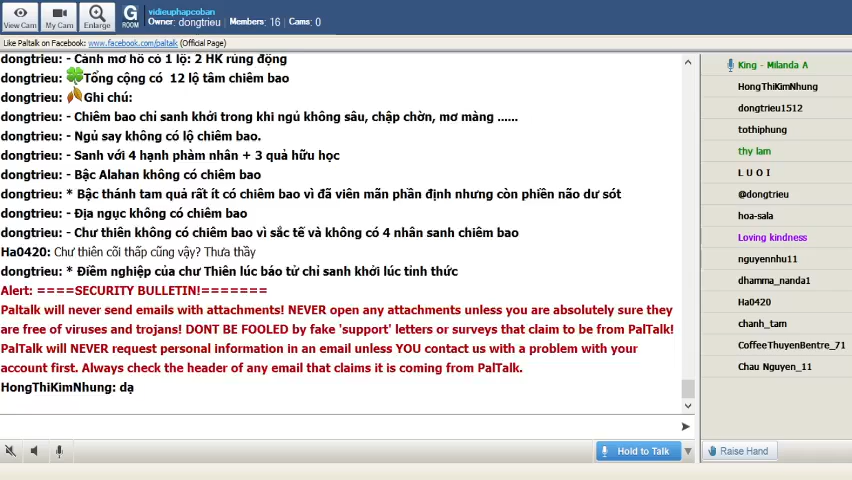 vidieuphapcoban
Owner: dongtrieu Members: 16 Cams: 0
View Cam
My Cam
Enlarge
G
ROOM
Like Paltalk on Facebook: www.facebook.com/paltalk (Official Page)
dongtrieu: - Cảnh mơ hồ có 1 lộ: 2 HK rúng động
dongtrieu: Tổng cộng có 12 lộ tâm chiêm bao
dongtrieu: Ghi chú:
dongtrieu: - Chiêm bao chỉ sanh khởi trong khi ngủ không sâu, chập chờn, mơ màng ......
dongtrieu: - Ngủ say không có lộ chiêm bao.
dongtrieu: - Sanh với 4 hạnh phàm nhân + 3 quả hữu học
dongtrieu: - Bậc Alahan không có chiêm bao
dongtrieu: * Bậc thánh tam quả rất ít có chiêm bao vì đã viên mãn phần định nhưng còn phiền não dư sót
dongtrieu: - Địa ngục không có chiêm bao
dongtrieu: - Chư thiên không có chiêm bao vì sắc tế và không có 4 nhân sanh chiêm bao
Ha0420: Chư thiên cõi thấp cũng vậy? Thưa thầy
dongtrieu: * Điềm nghiệp của chư Thiên lúc báo tử chỉ sanh khởi lúc tỉnh thức
Alert: ====SECURITY BULLETIN!=======
Paltalk will never send emails with attachments! NEVER open any attachments unless you are absolutely sure they
are free of viruses and trojans! DONT BE FOOLED by fake 'support' letters or surveys that claim to be from PalTalk!
PalTalk will NEVER request personal information in an email unless YOU contact us with a problem with your
account first. Always check the header of any email that claims it is coming from PalTalk.
HongThiKimNhung: dạ
Hold to Talk
King - Milanda A
HongThiKimNhung
dongtrieu1512
tothiphung
thy lam
L U O I
@dongtrieu
hoa-sala
Loving kindness
nguyennhu11
dhamma_nanda1
Ha0420
chanh_tam
CoffeeThuyenBentre_71
Chau Nguyen_11
Raise Hand